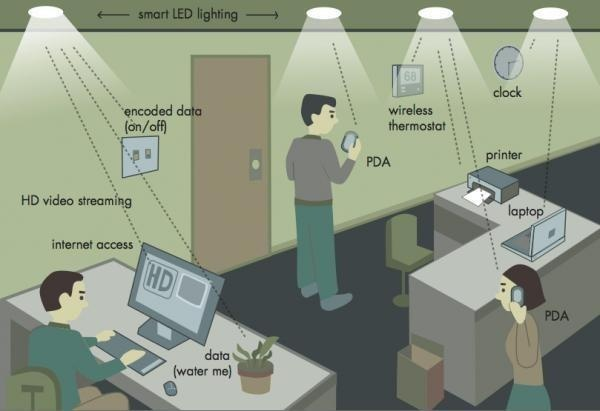 smart LED lighting
encoded data
(on/off)
68
wireless
thermostat
clock
PDA
printer
HD video streaming
laptop
internet access
HD
PDA
data
(water me)